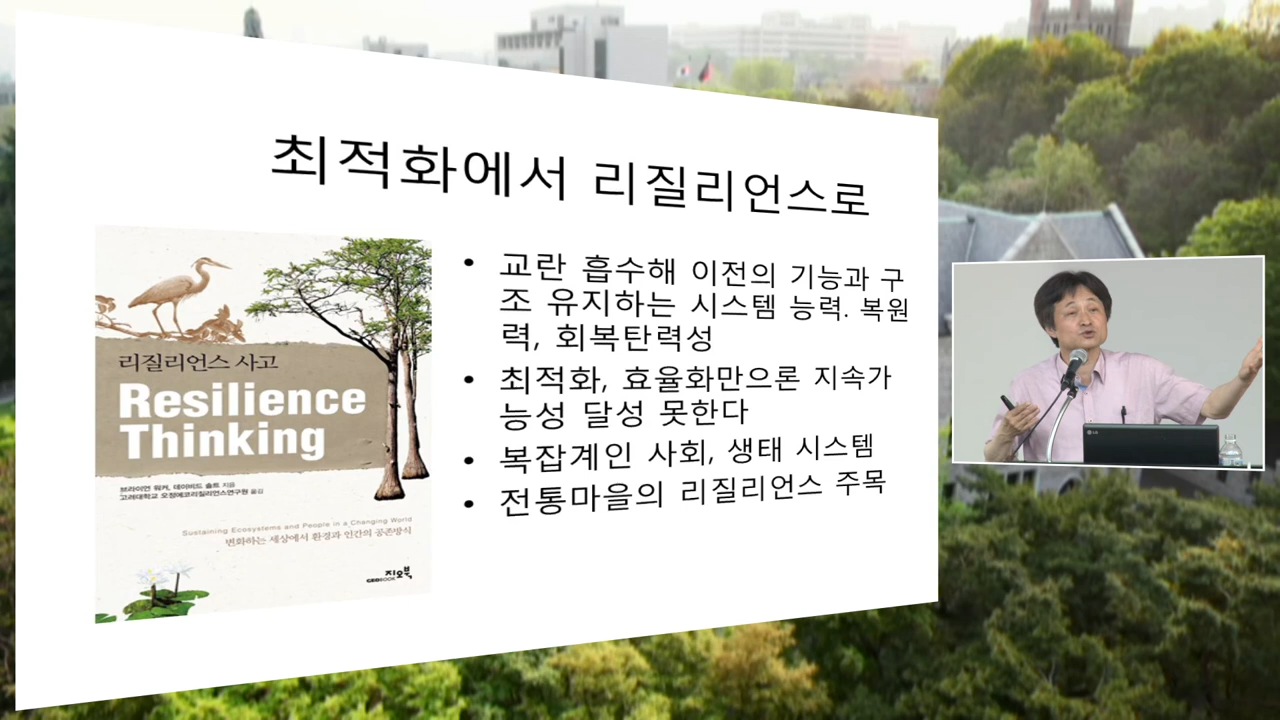 최적화에서 리질리언스로
리질리언스 사고
Resilience
Thinking
브라이언 워커, 데이비드 솔트 지음
고려대학교 오정에코리질리언스연구원 옮김
Sustaining Ecosystems and People in a Changing World
변화하는 세상에서 환경과 인간의 공존방식
지오북
GEOBOOK
• 교란 흡수해 이전의 기능과 구
조 유지하는 시스템 능력. 복원
력, 회복탄력성
• 최적화, 효율화만으론 지속가
능성 달성 못한다
• 복잡계인 사회, 생태 시스템
• 전통마을의 리질리언스 주목
LG